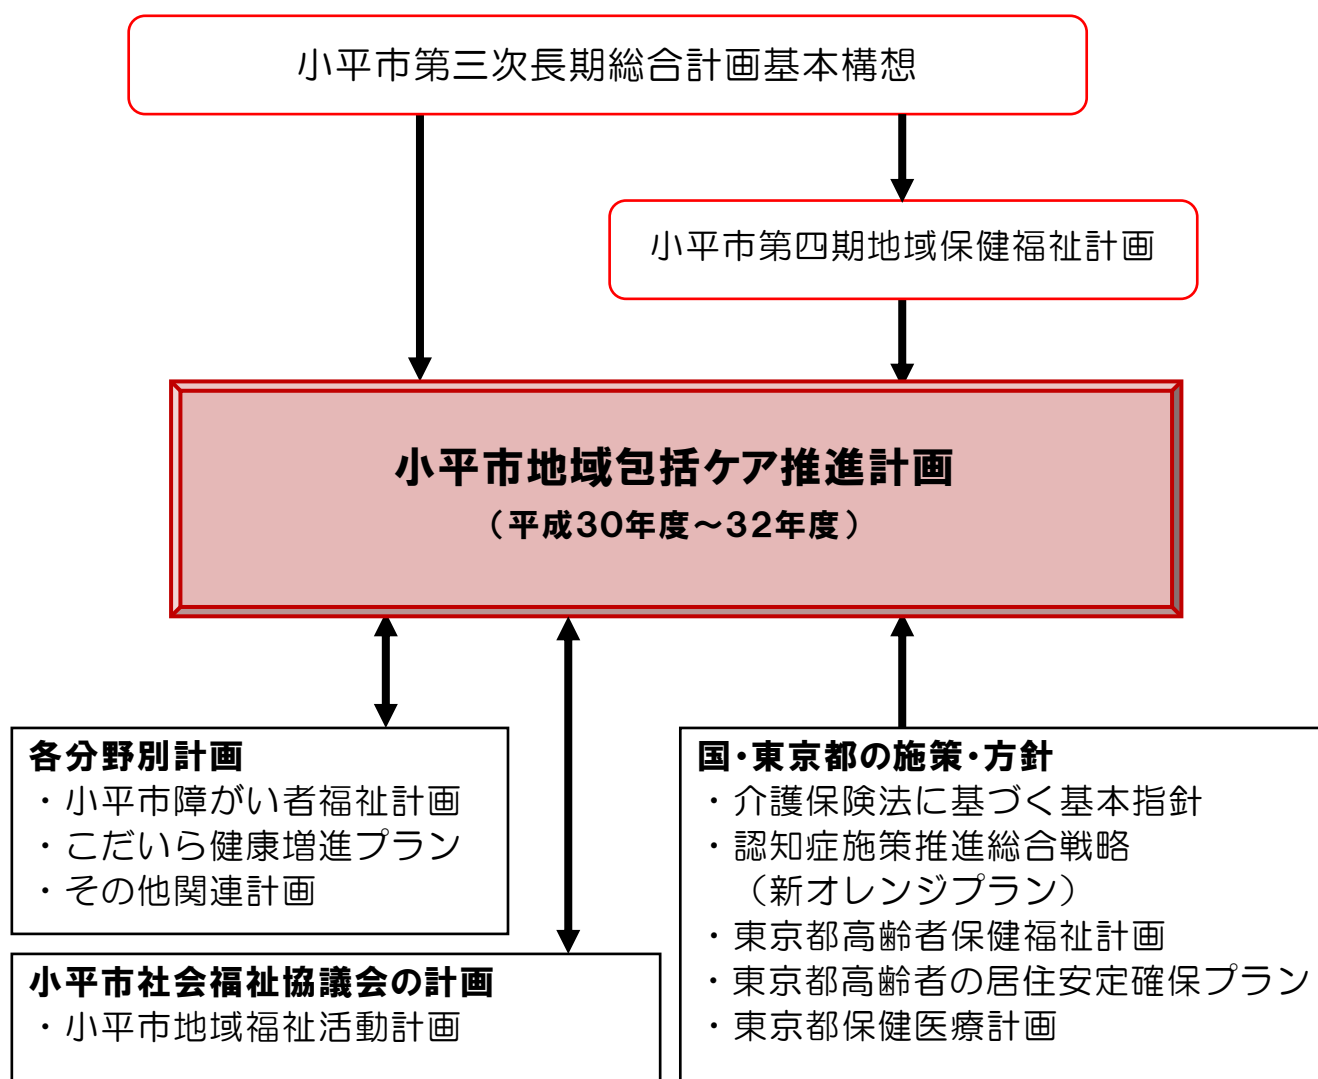 小平市第三次長期総合計画基本構想
小平市第四期地域保健福祉計画
小平市地域包括ケア推進計画
（平成30年度～32年度）
各分野別計画
・小平市障がい者福祉計画
・こだいら健康増進プラン
・その他関連計画
小平市社会福祉協議会の計画
・小平市地域福祉活動計画
国・東京都の施策・方針
・介護保険法に基づく基本指針
・認知症施策推進総合戦略
（新オレンジプラン）
・東京都高齢者保健福祉計画
・東京都高齢者の居住安定確保プラン
・東京都保健医療計画